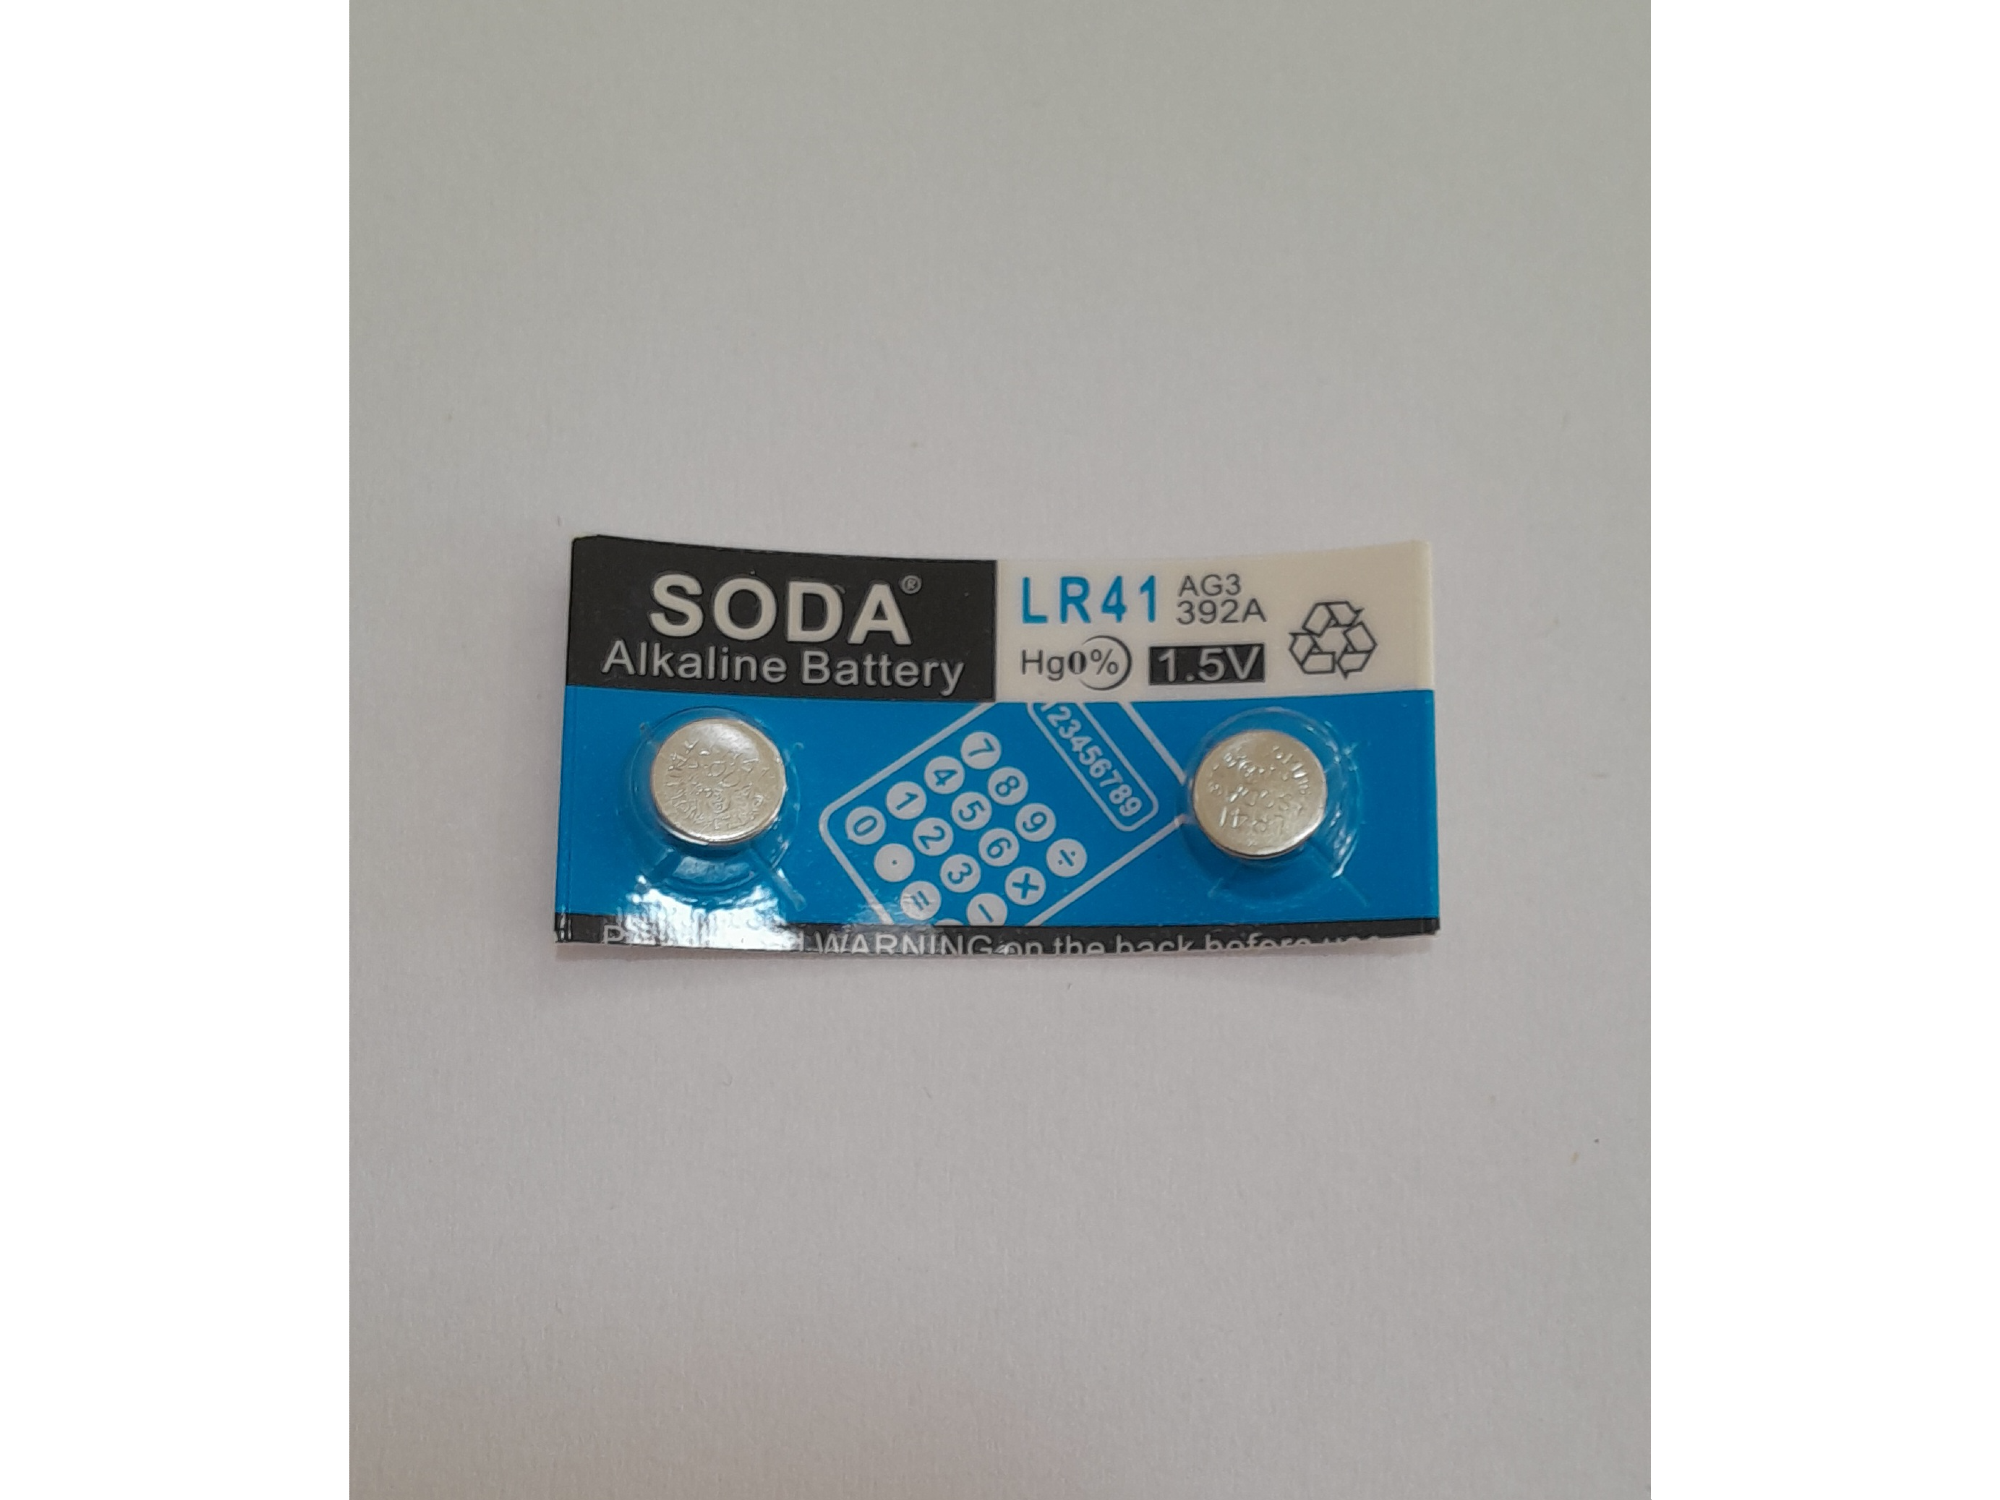 SODA®
Alkaline Battery
LR41 AG3
392A
Hg0% 1.5V
123456789
7 8 9 ÷
4 5 6 ×
1 2 3 -
0 · =
WARNING on the back before use